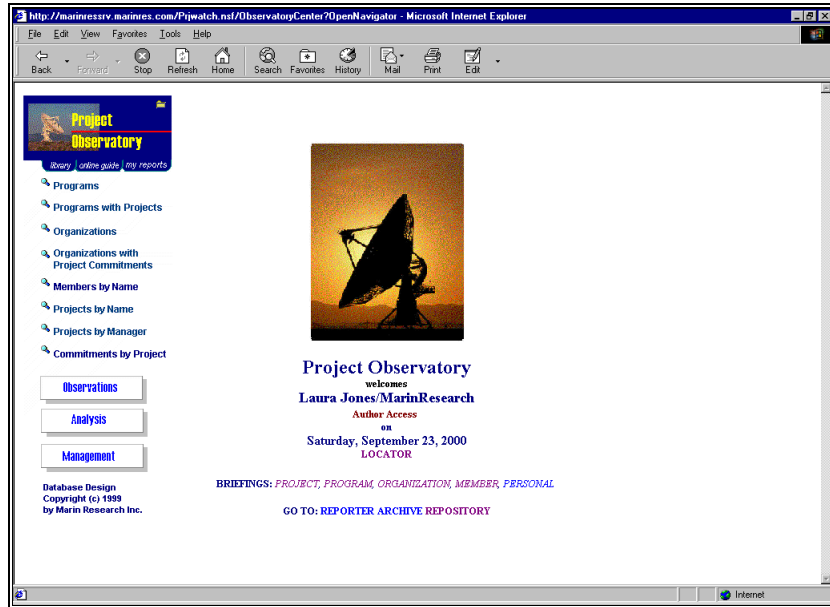 http://marinressrv.marinres.com/Prjwatch.nsf/ObservatoryCenter?OpenNavigator - Microsoft Internet Explorer
File Edit View Favorites Tools Help
Back Forward Stop Refresh Home Search Favorites History Mail Print Edit
Project
Observatory
library online guide my reports
Programs
Programs with Projects
Organizations
Organizations with
Project Commitments
Members by Name
Projects by Name
Projects by Manager
Commitments by Project
Observations
Analysis
Management
Database Design
Copyright (c) 1999
by Marin Research Inc.
Project Observatory
welcomes
Laura Jones/MarinResearch
Author Access
on
Saturday, September 23, 2000
LOCATOR
BRIEFINGS: PROJECT, PROGRAM, ORGANIZATION, MEMBER, PERSONAL
GO TO: REPORTER ARCHIVE REPOSITORY
Internet